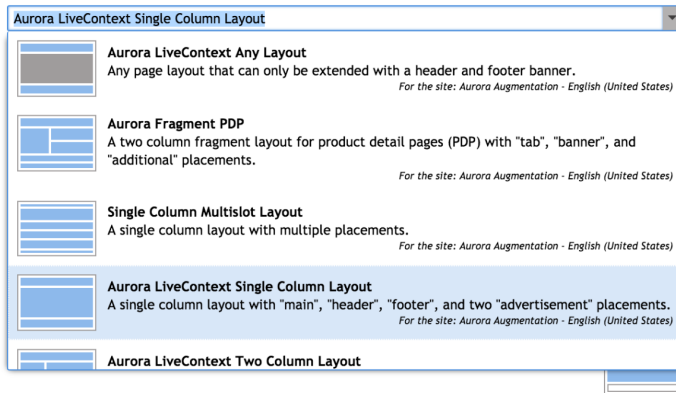 Aurora LiveContext Single Column Layout
Aurora LiveContext Any Layout
Any page layout that can only be extended with a header and footer banner.
For the site: Aurora Augmentation - English (United States)
Aurora Fragment PDP
A two column fragment layout for product detail pages (PDP) with "tab", "banner", and
"additional" placements.
For the site: Aurora Augmentation - English (United States)
Single Column Multislot Layout
A single column layout with multiple placements.
For the site: Aurora Augmentation - English (United States)
Aurora LiveContext Single Column Layout
A single column layout with "main", "header", "footer", and two "advertisement" placements.
For the site: Aurora Augmentation - English (United States)
Aurora LiveContext Two Column Layout